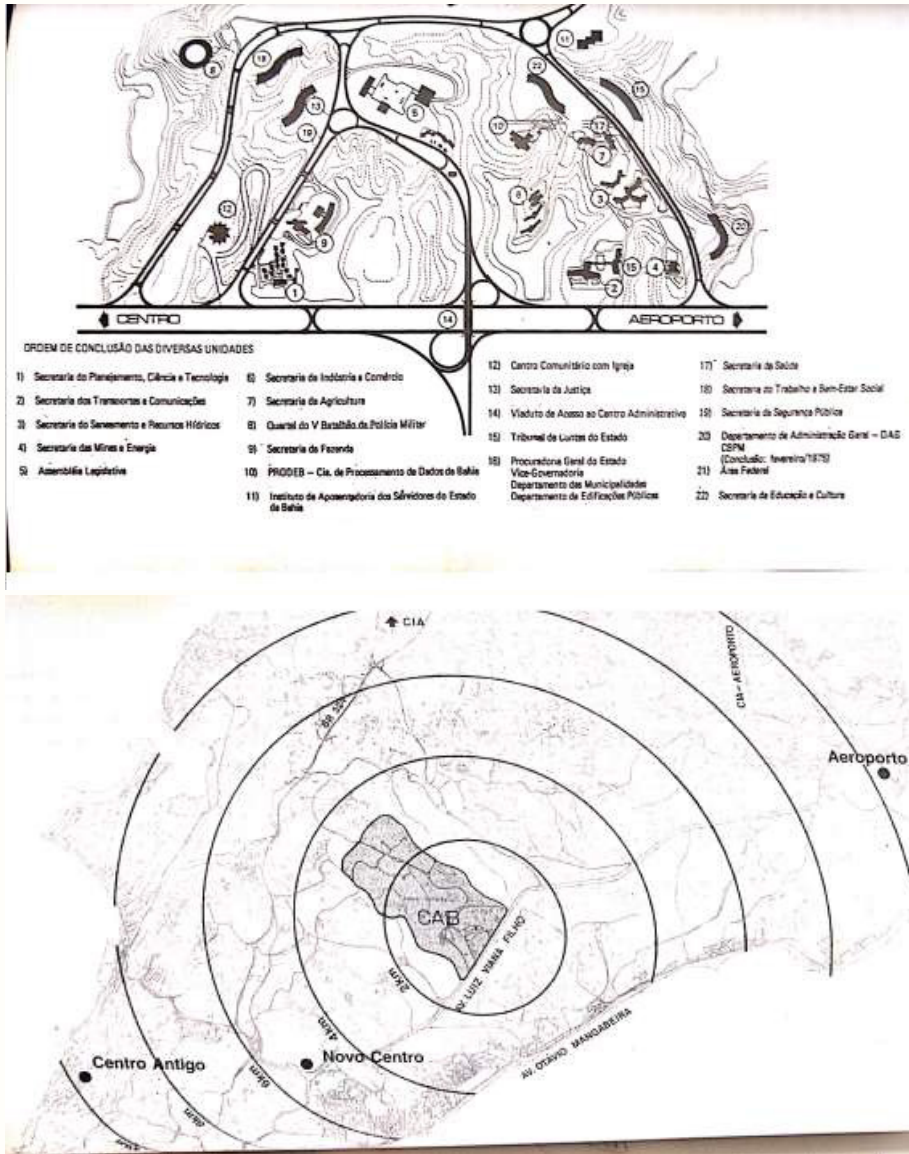 CENTRO
AEROPORTO
ORDEM DE CONCLUSÃO DAS DIVERSAS UNIDADES
1) Secretaria do Planejamento, Ciência e Tecnologia
2) Secretaria dos Transportes e Comunicações
3) Secretaria do Saneamento e Recursos Hídricos
4) Secretaria das Minas e Energia
5) Assembléia Legislativa
6) Secretaria da Indústria e Comércio
7) Secretaria da Agricultura
8) Quartel do V Batalhão da Polícia Militar
9) Secretaria da Fazenda
10) PRODEB – Cia. de Processamento de Dados da Bahia
11) Instituto de Aposentadoria dos Servidores do Estado
da Bahia
12) Centro Comunitário com Igreja
13) Secretaria da Justiça
14) Viaduto de Acesso ao Centro Administrativo
15) Tribunal de Contas do Estado
16) Procuradoria Geral do Estado
Vice-Governadoria
Departamento das Municipalidades
Departamento de Edificações Públicas
17) Secretaria da Saúde
18) Secretaria do Trabalho e Bem-Estar Social
19) Secretaria da Segurança Pública
20) Departamento de Administração Geral – DAG
CSPM
(Conclusão: fevereiro/1979)
21) Área Federal
22) Secretaria da Educação e Cultura
CIA
BR 324
CIA-AEROPORTO
Aeroporto
CAB
AV. LUIZ VIANA FILHO
2km
4km
6km
8km
AV. OTÁVIO MANGABEIRA
Novo Centro
Centro Antigo